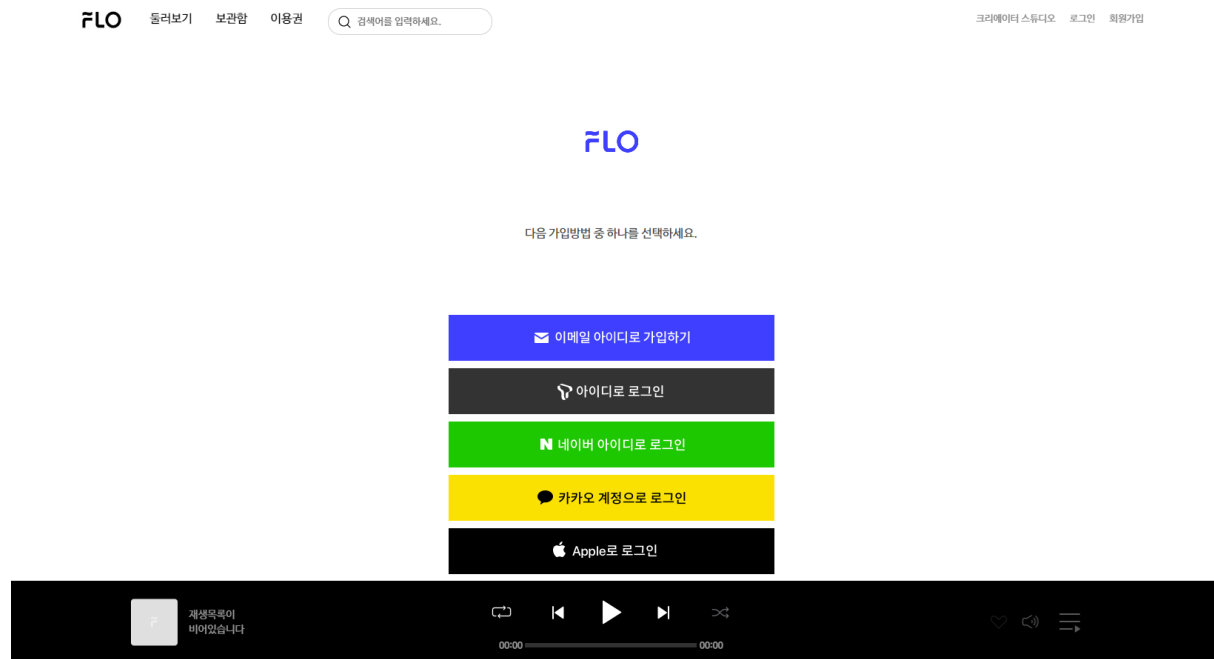 FLO
둘러보기
보관함
이용권
검색어를 입력하세요.
크리에이터 스튜디오
로그인
회원가입
FLO
다음 가입방법 중 하나를 선택하세요.
이메일 아이디로 가입하기
아이디로 로그인
N 네이버 아이디로 로그인
카카오 계정으로 로그인
Apple로 로그인
재생목록이
비어있습니다
00:00
00:00